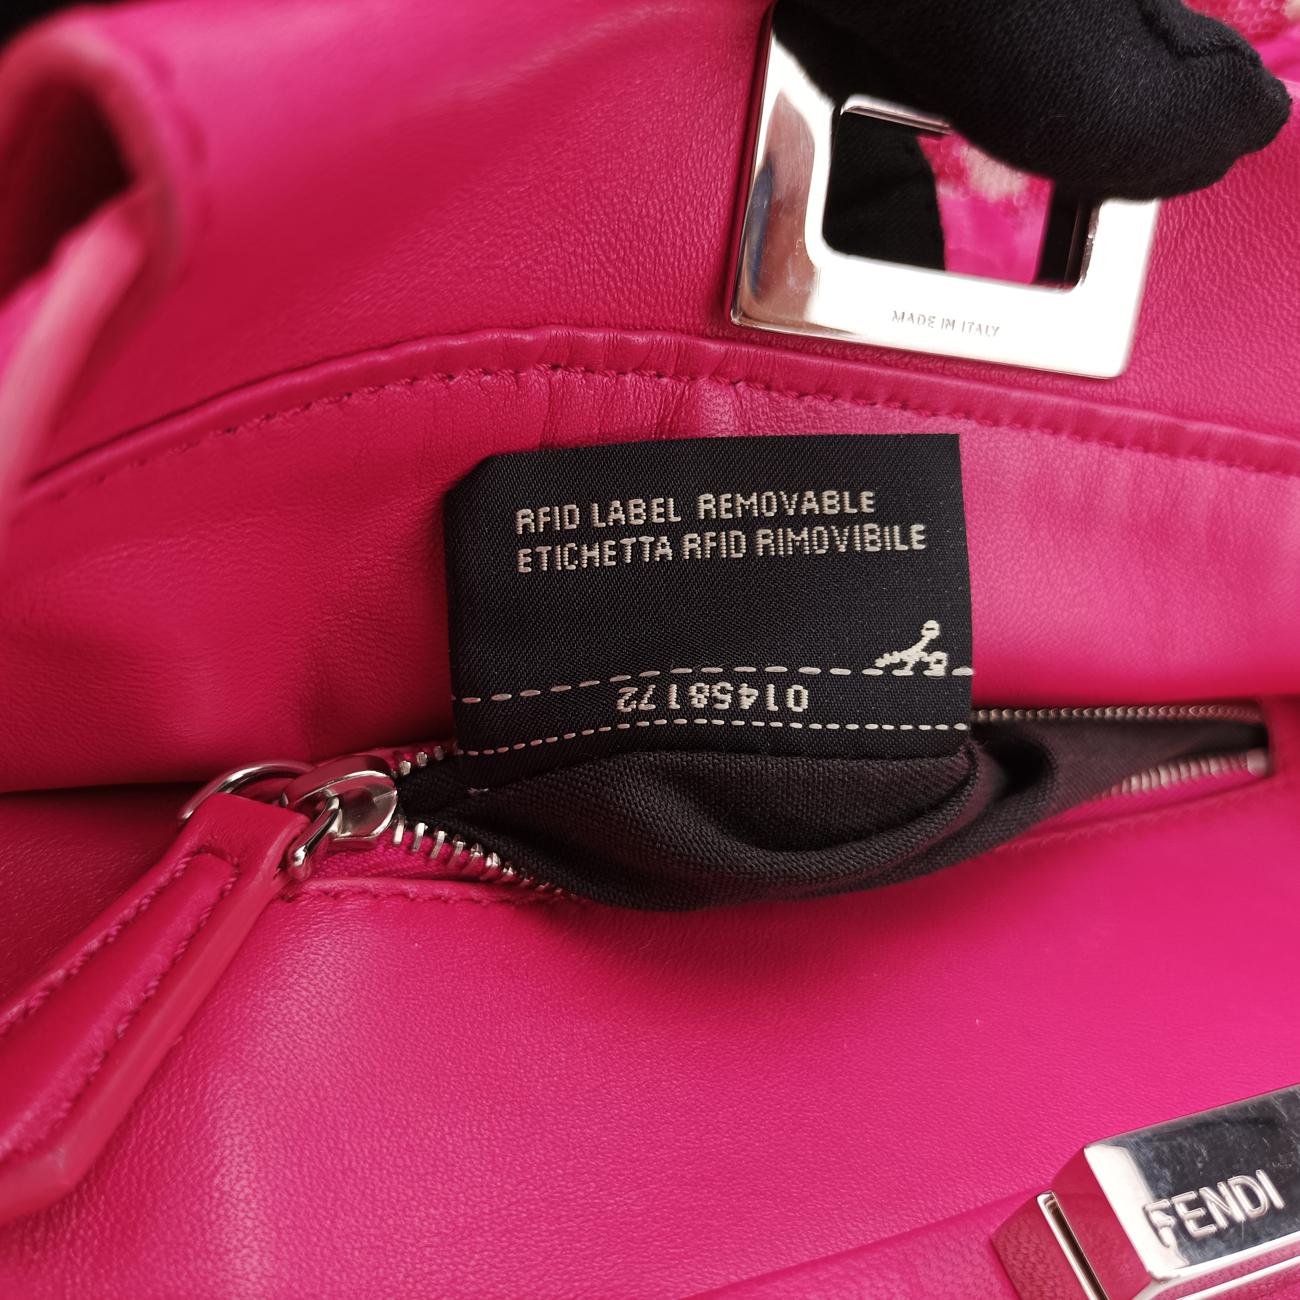 MADE IN ITALY
RFID LABEL REMOVABLE
ETICHETTA RFID RIMOVIBILE
01458172
FENDI